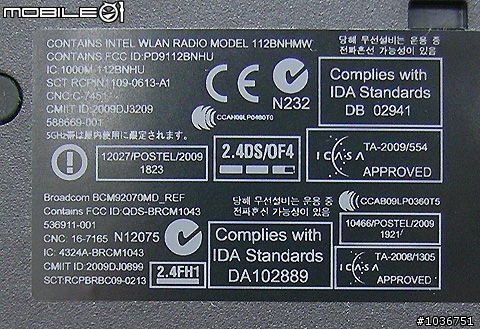 MOBILE01
CONTAINS INTEL WLAN RADIO MODEL 112BNHMW
CONTAINS FCC ID:PD9112BNHU
IC: 1000M-112BNHU
SCT: RCPIN1109-0613-A1
CNC: C-7451
CMIIT ID:2009DJ3209
588669-001
5GHz帯は屋内使用に限定されます.
당해 무선설비는 운용 중
전파혼신 가능성이 있음
CE
N232
CCAH09LP0460T0
Complies with
IDA Standards
DB 02941
12027/POSTEL/2009
1823
2.4DS/OF4
ICASA
TA-2009/554
APPROVED
Broadcom BCM92070MD_REF
Contains FCC ID:QDS-BRCM1043
536911-001
CNC: 16-7165
N12075
IC: 4324A-BRCM1043
CMIIT ID:2009DJ0899
SCT:RCPBRBC09-0213
2.4FH1
당해 무선설비는 운용 중
전파혼신 가능성이 있음
Complies with
IDA Standards
DA102889
CCAB09LP0360T5
10466/POSTEL/2009
1921
ICASA
TA-2008/1305
APPROVED
#1036751